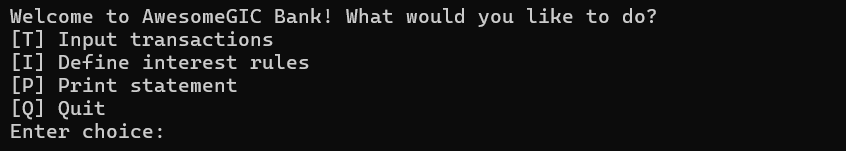 Welcome to AwesomeGIC Bank! What would you like to do?
[T] Input transactions
[I] Define interest rules
[P] Print statement
[Q] Quit
Enter choice: